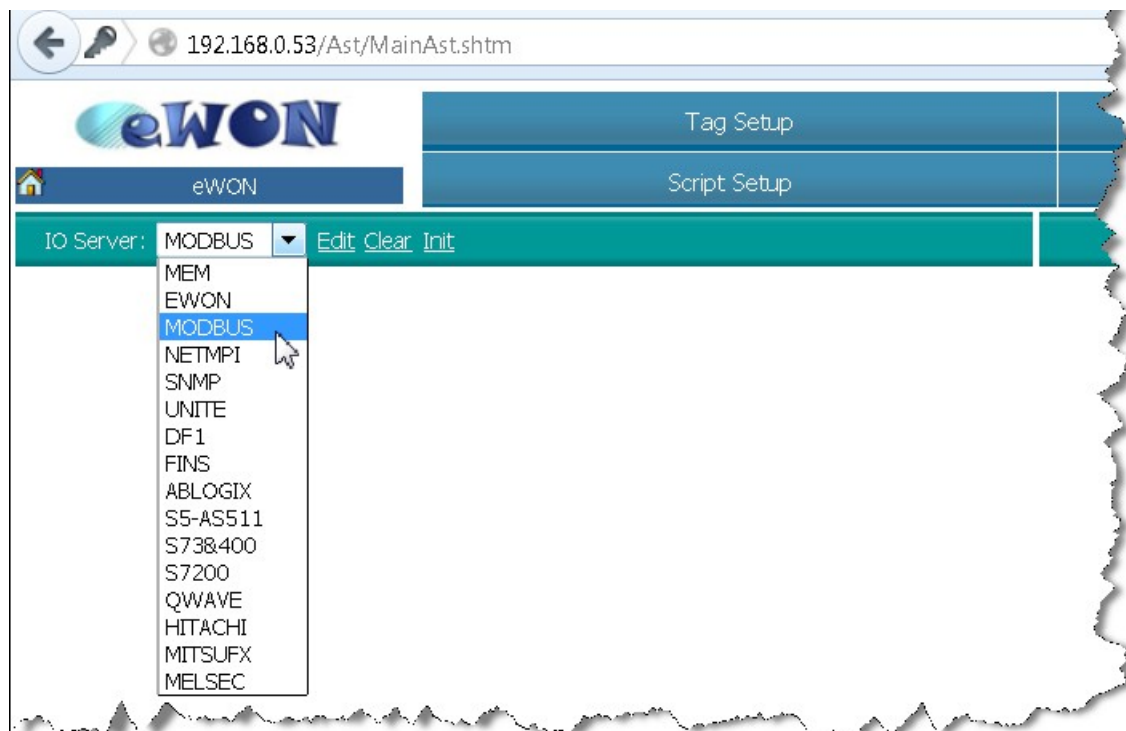 192.168.0.53/Ast/MainAst.shtm
eWON
Tag Setup
eWON
Script Setup
IO Server: MODBUS Edit Clear Init
MEM
EWON
MODBUS
NETMPI
SNMP
UNITE
DF1
FINS
ABLOGIX
S5-AS511
S73&400
S7200
QWAVE
HITACHI
MITSUFX
MELSEC